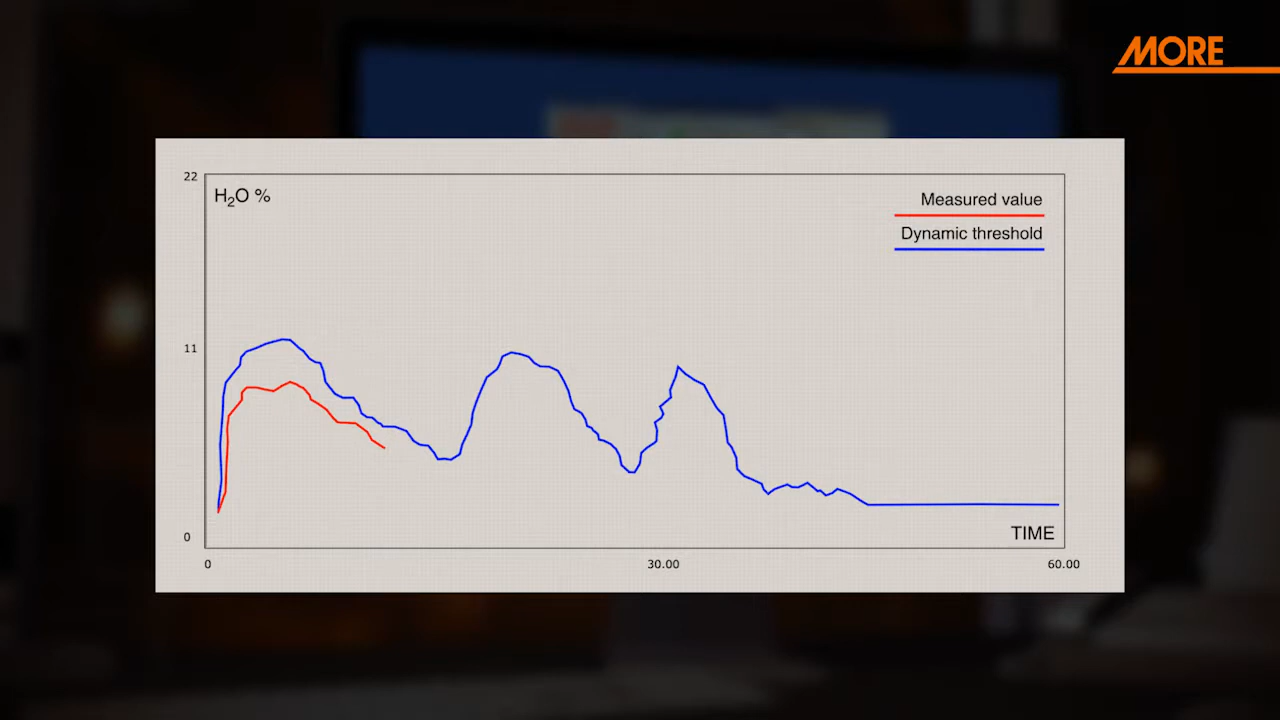 MORE
22
H₂O %
Measured value
Dynamic threshold
11
0
TIME
0
30.00
60.00